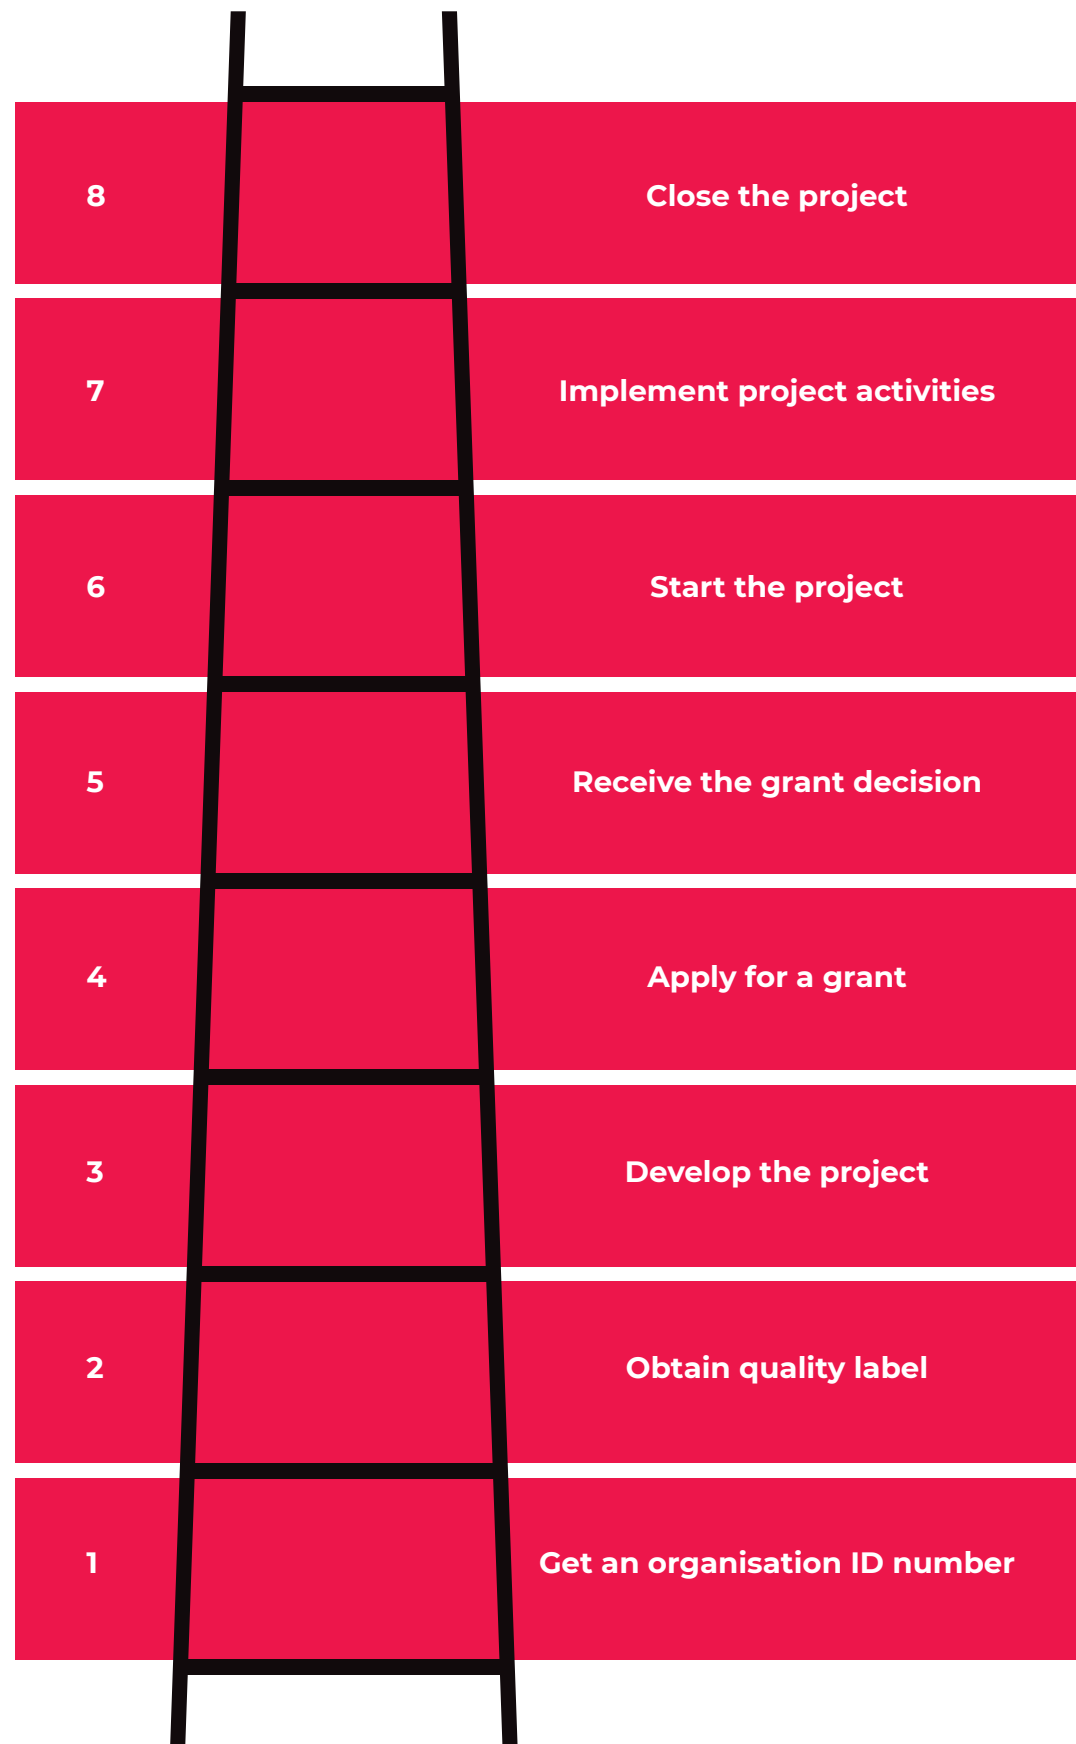 8 Close the project
7 Implement project activities
6 Start the project
5 Receive the grant decision
4 Apply for a grant
3 Develop the project
2 Obtain quality label
1 Get an organisation ID number